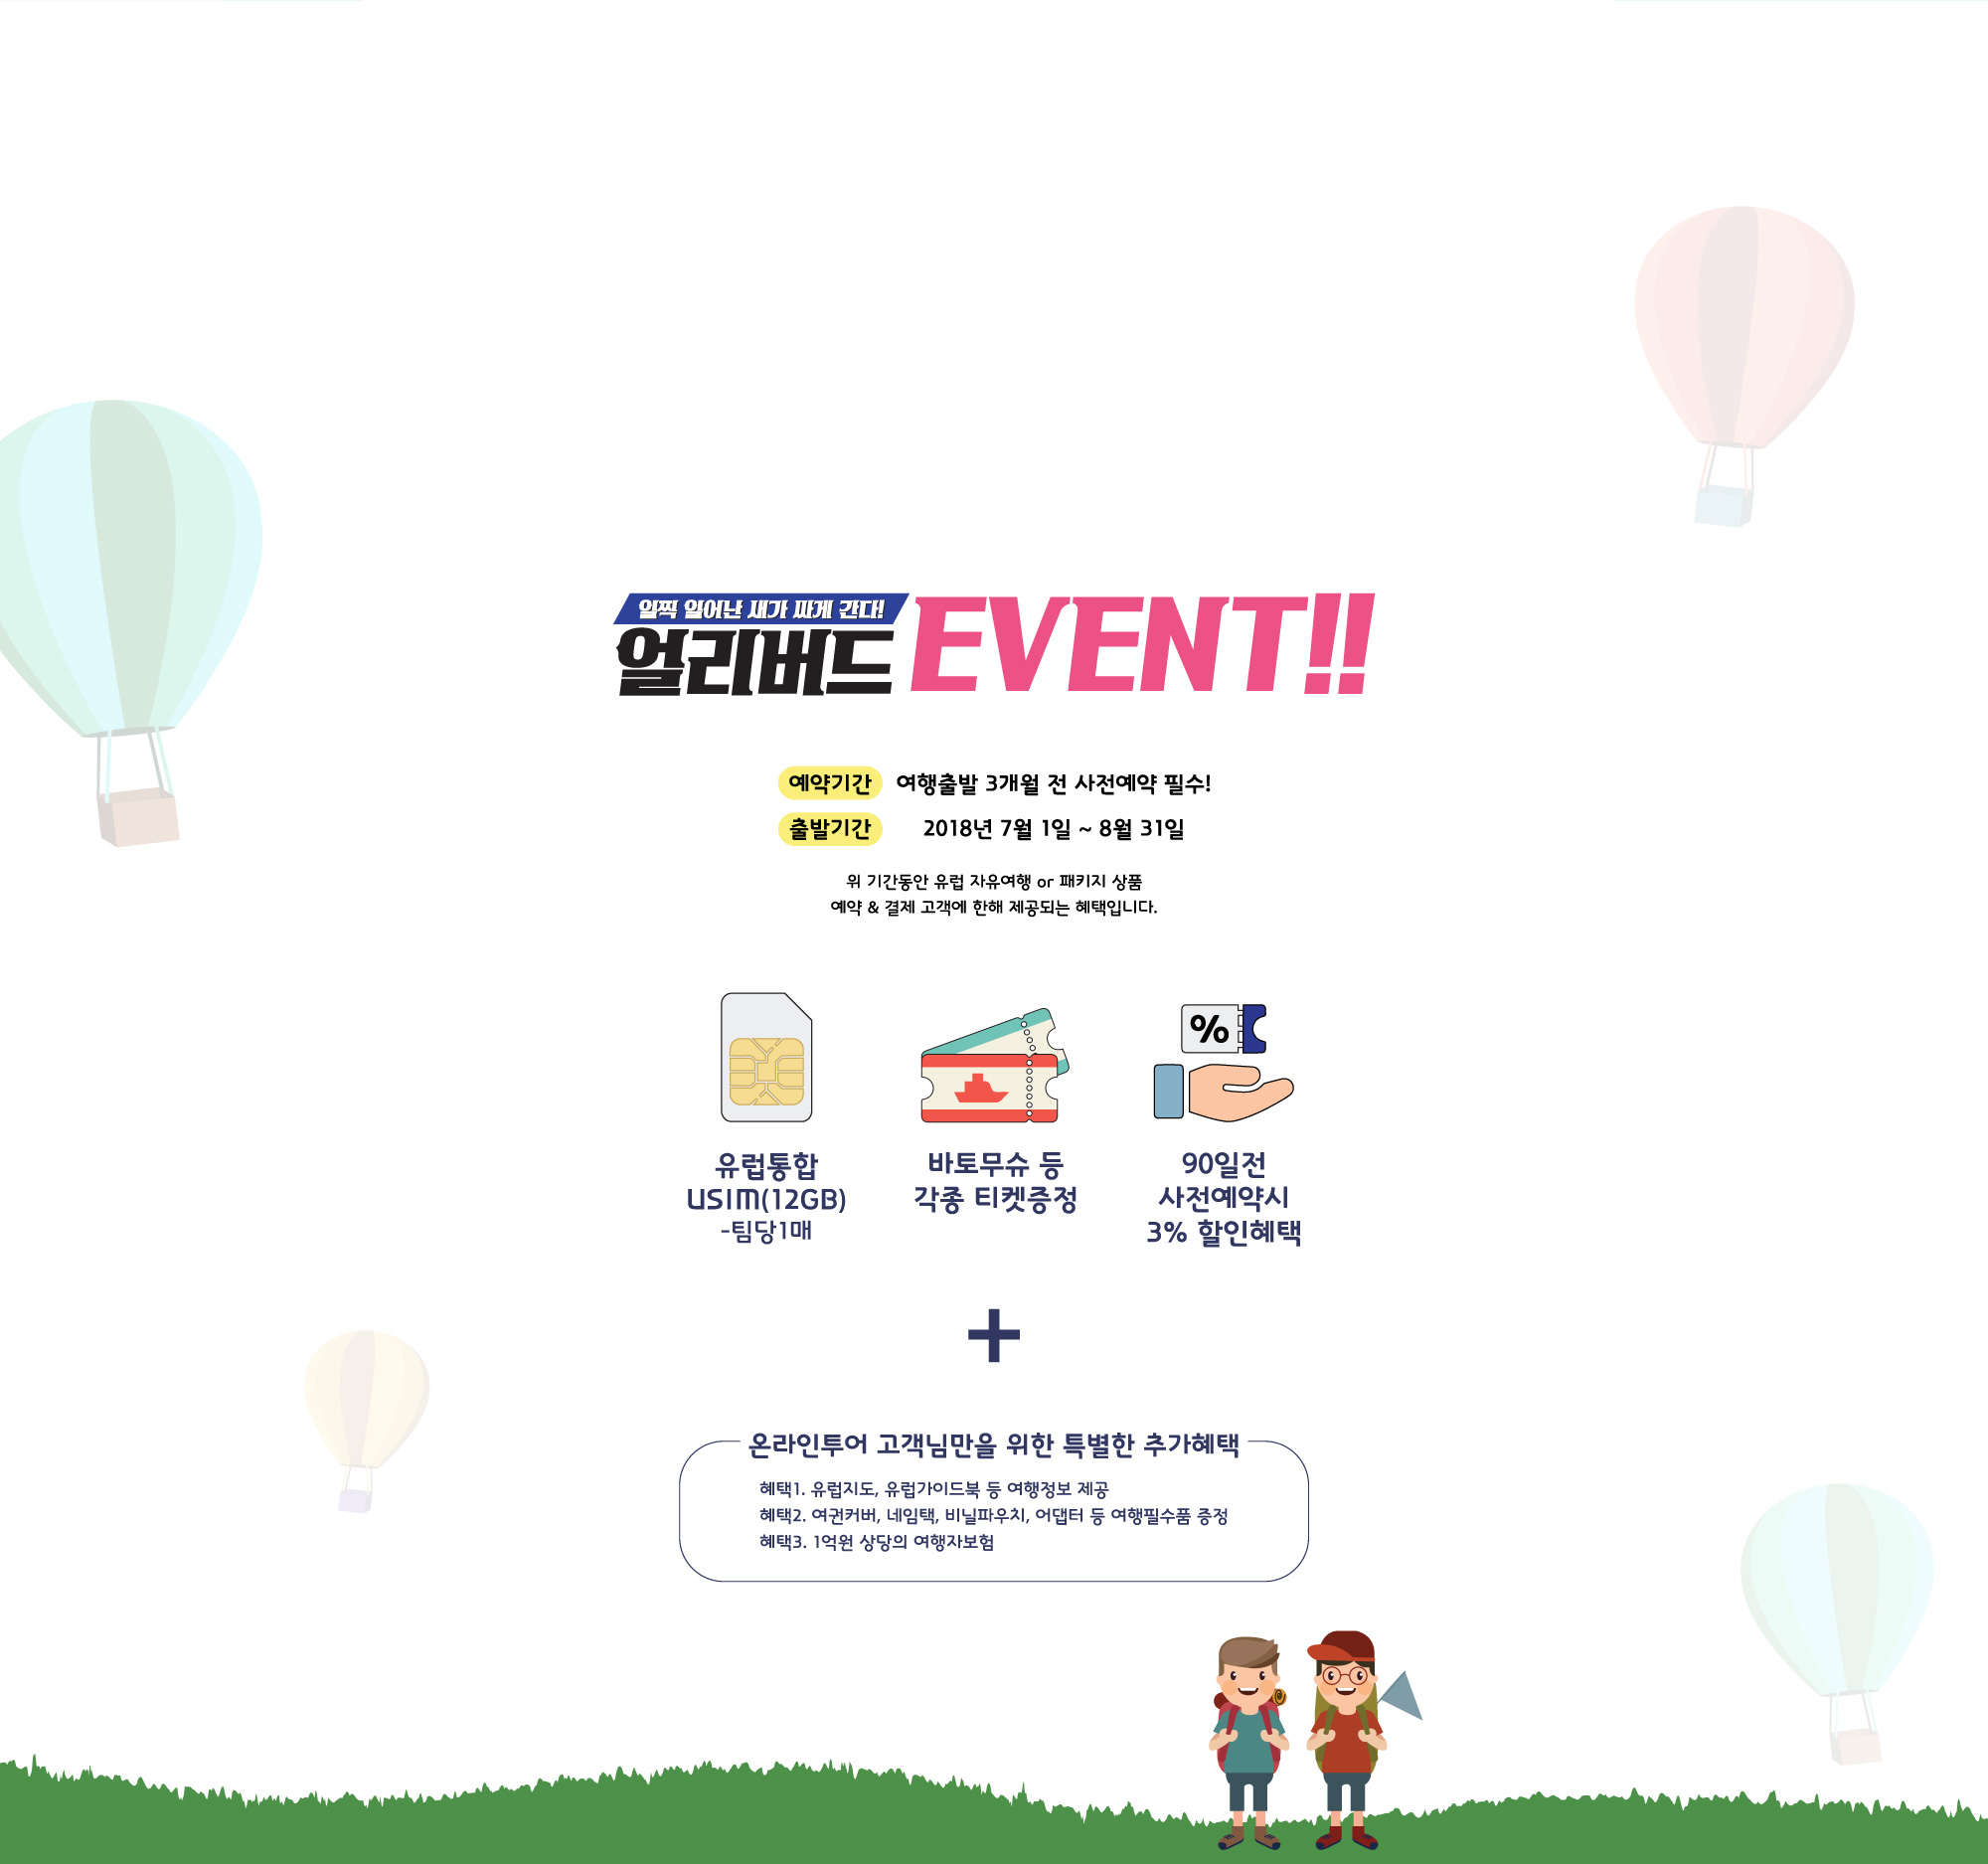 일찍 일어난 새가 싸게 간다!
얼리버드 EVENT!!
예약기간 여행출발 3개월 전 사전예약 필수!
출발기간 2018년 7월 1일 ~ 8월 31일
위 기간동안 유럽 자유여행 or 패키지 상품
예약 & 결제 고객에 한해 제공되는 혜택입니다.
%
유럽통합
USIM(12GB)
-팀당1매
바토무슈 등
각종 티켓증정
90일전
사전예약시
3% 할인혜택
+
온라인투어 고객님만을 위한 특별한 추가혜택
혜택1. 유럽지도, 유럽가이드북 등 여행정보 제공
혜택2. 여권커버, 네임택, 비닐파우치, 어댑터 등 여행필수품 증정
혜택3. 1억원 상당의 여행자보험